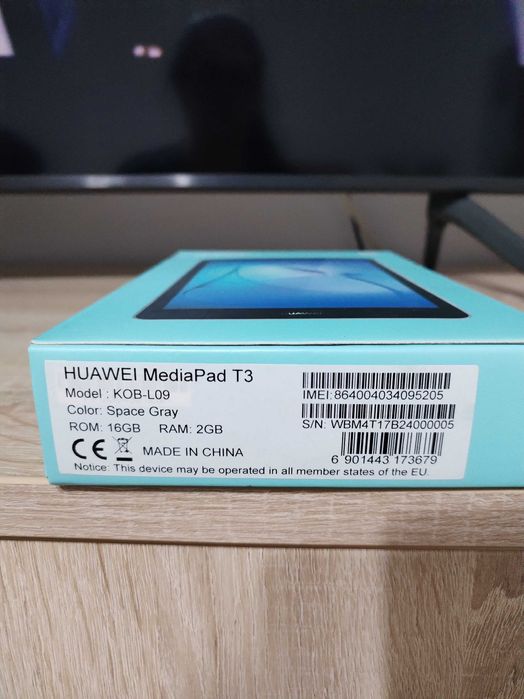 HUAWEI
HUAWEI MediaPad T3
Model : KOB-L09
Color: Space Gray
ROM: 16GB RAM: 2GB
CE MADE IN CHINA
IMEI:864004034095205
S/N: WBM4T17B24000005
6 901443 173679
Notice: This device may be operated in all member states of the EU.